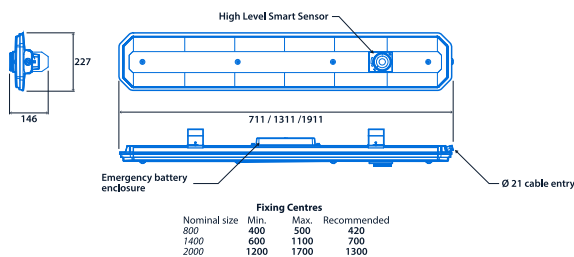 High Level Smart Sensor
227
146
711 / 1311 /1911
Emergency battery
enclosure
Ø 21 cable entry
Fixing Centres
Nominal size Min. Max. Recommended
800 400 500 420
1400 600 1100 700
2000 1200 1700 1300